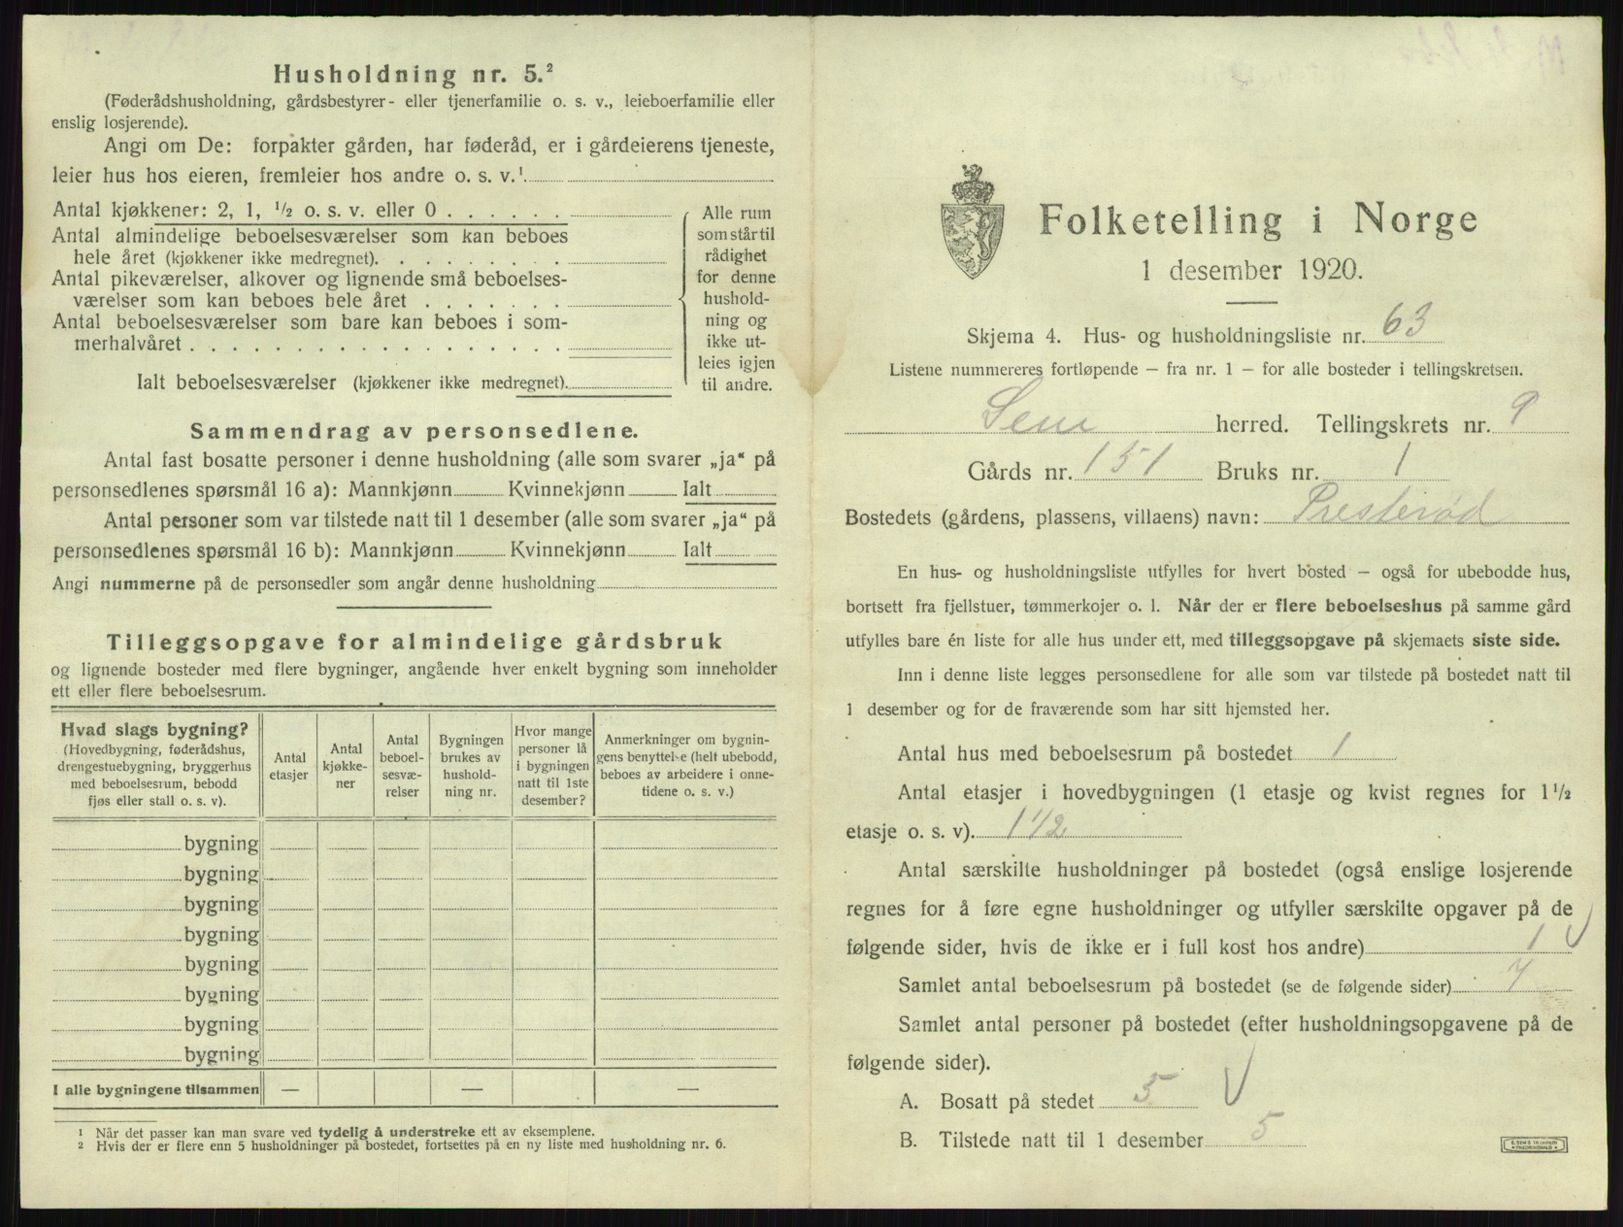 Husholdning nr. 5.²
(Føderådshusholdning, gårdsbestyrer- eller tjenerfamilie o. s. v., leieboerfamilie eller
enslig losjerende).
Angi om De: forpakter gården, har føderåd, er i gårdeierens tjeneste,
leier hus hos eieren, fremleier hos andre o. s. v.¹
Antal kjøkkener: 2, 1, ½ o. s. v. eller 0
Antal almindelige beboelsesværelser som kan beboes
hele året (kjøkkener ikke medregnet).
Antal pikeværelser, alkover og lignende små beboelses-
værelser som kan beboes hele året
Antal beboelsesværelser som bare kan beboes i som-
merhalvåret
Ialt beboelsesværelser (kjøkkener ikke medregnet).
Alle rum
som står til
rådighet
for denne
hushold-
ning og
ikke ut-
leies igjen
til andre.
Sammendrag av personsedlene.
Antal fast bosatte personer i denne husholdning (alle som svarer „ja“ på
personsedlenes spørsmål 16 a): Mannkjønn Kvinnekjønn Ialt
Antal personer som var tilstede natt til 1 desember (alle som svarer „ja“ på
personsedlenes spørsmål 16 b): Mannkjønn Kvinnekjønn Ialt
Angi nummerne på de personsedler som angår denne husholdning
Tilleggsopgave for almindelige gårdsbruk
og lignende bosteder med flere bygninger, angående hver enkelt bygning som inneholder
ett eller flere beboelsesrum.
Hvad slags bygning?
(Hovedbygning, føderådshus,
drengestuebygning, bryggerhus
med beboelsesrum, bebodd
fjøs eller stall o. s. v).
Antal
etasjer
Antal
kjøkke-
ner
Antal
beboel-
sesvæ-
relser
Bygningen
brukes av
hushold-
ning nr.
Hvor mange
personer lå
i bygningen
natt til 1ste
desember?
Anmerkninger om bygnin-
gens benyttelse (helt ubebodd,
beboes av arbeidere i onne-
tidene o. s. v.)
bygning
bygning
bygning
bygning
bygning
bygning
bygning
bygning
I alle bygningene tilsammen — — —
¹ Når det passer kan man svare ved tydelig å understreke ett av eksemplene.
² Hvis der er flere enn 5 husholdninger på bostedet, fortsettes på en ny liste med husholdning nr. 6.
Folketelling i Norge
1 desember 1920.
Skjema 4. Hus- og husholdningsliste nr. 63
Listene nummereres fortløpende — fra nr. 1 — for alle bosteder i tellingskretsen.
Sem herred. Tellingskrets nr. 9
Gårds nr. 151 Bruks nr. 1
Bostedets (gårdens, plassens, villaens) navn: Presterød
En hus- og husholdningsliste utfylles for hvert bosted — også for ubebodde hus,
bortsett fra fjellstuer, tømmerkojer o. l. Når der er flere beboelseshus på samme gård
utfylles bare én liste for alle hus under ett, med tilleggsopgave på skjemaets siste side.
Inn i denne liste legges personsedlene for alle som var tilstede på bostedet natt til
1 desember og for de fraværende som har sitt hjemsted her.
Antal hus med beboelsesrum på bostedet 1
Antal etasjer i hovedbygningen (1 etasje og kvist regnes for 1½
etasje o. s. v). 1 1/2
Antal særskilte husholdninger på bostedet (også enslige losjerende
regnes for å føre egne husholdninger og utfyller særskilte opgaver på de
følgende sider, hvis de ikke er i full kost hos andre) 1
Samlet antal beboelsesrum på bostedet (se de følgende sider)
Samlet antal personer på bostedet (efter husholdningsopgavene på de
følgende sider).
A. Bosatt på stedet 5
B. Tilstede natt til 1 desember 5